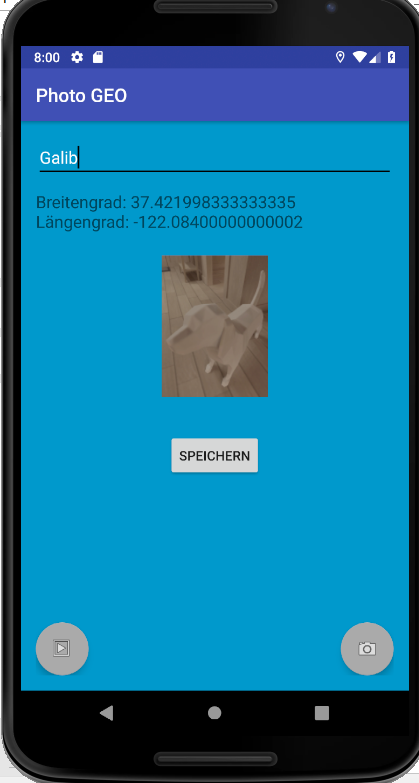 8:00
Photo GEO
Galib
Breitengrad: 37.421998333333335
Längengrad: -122.08400000000002
SPEICHERN